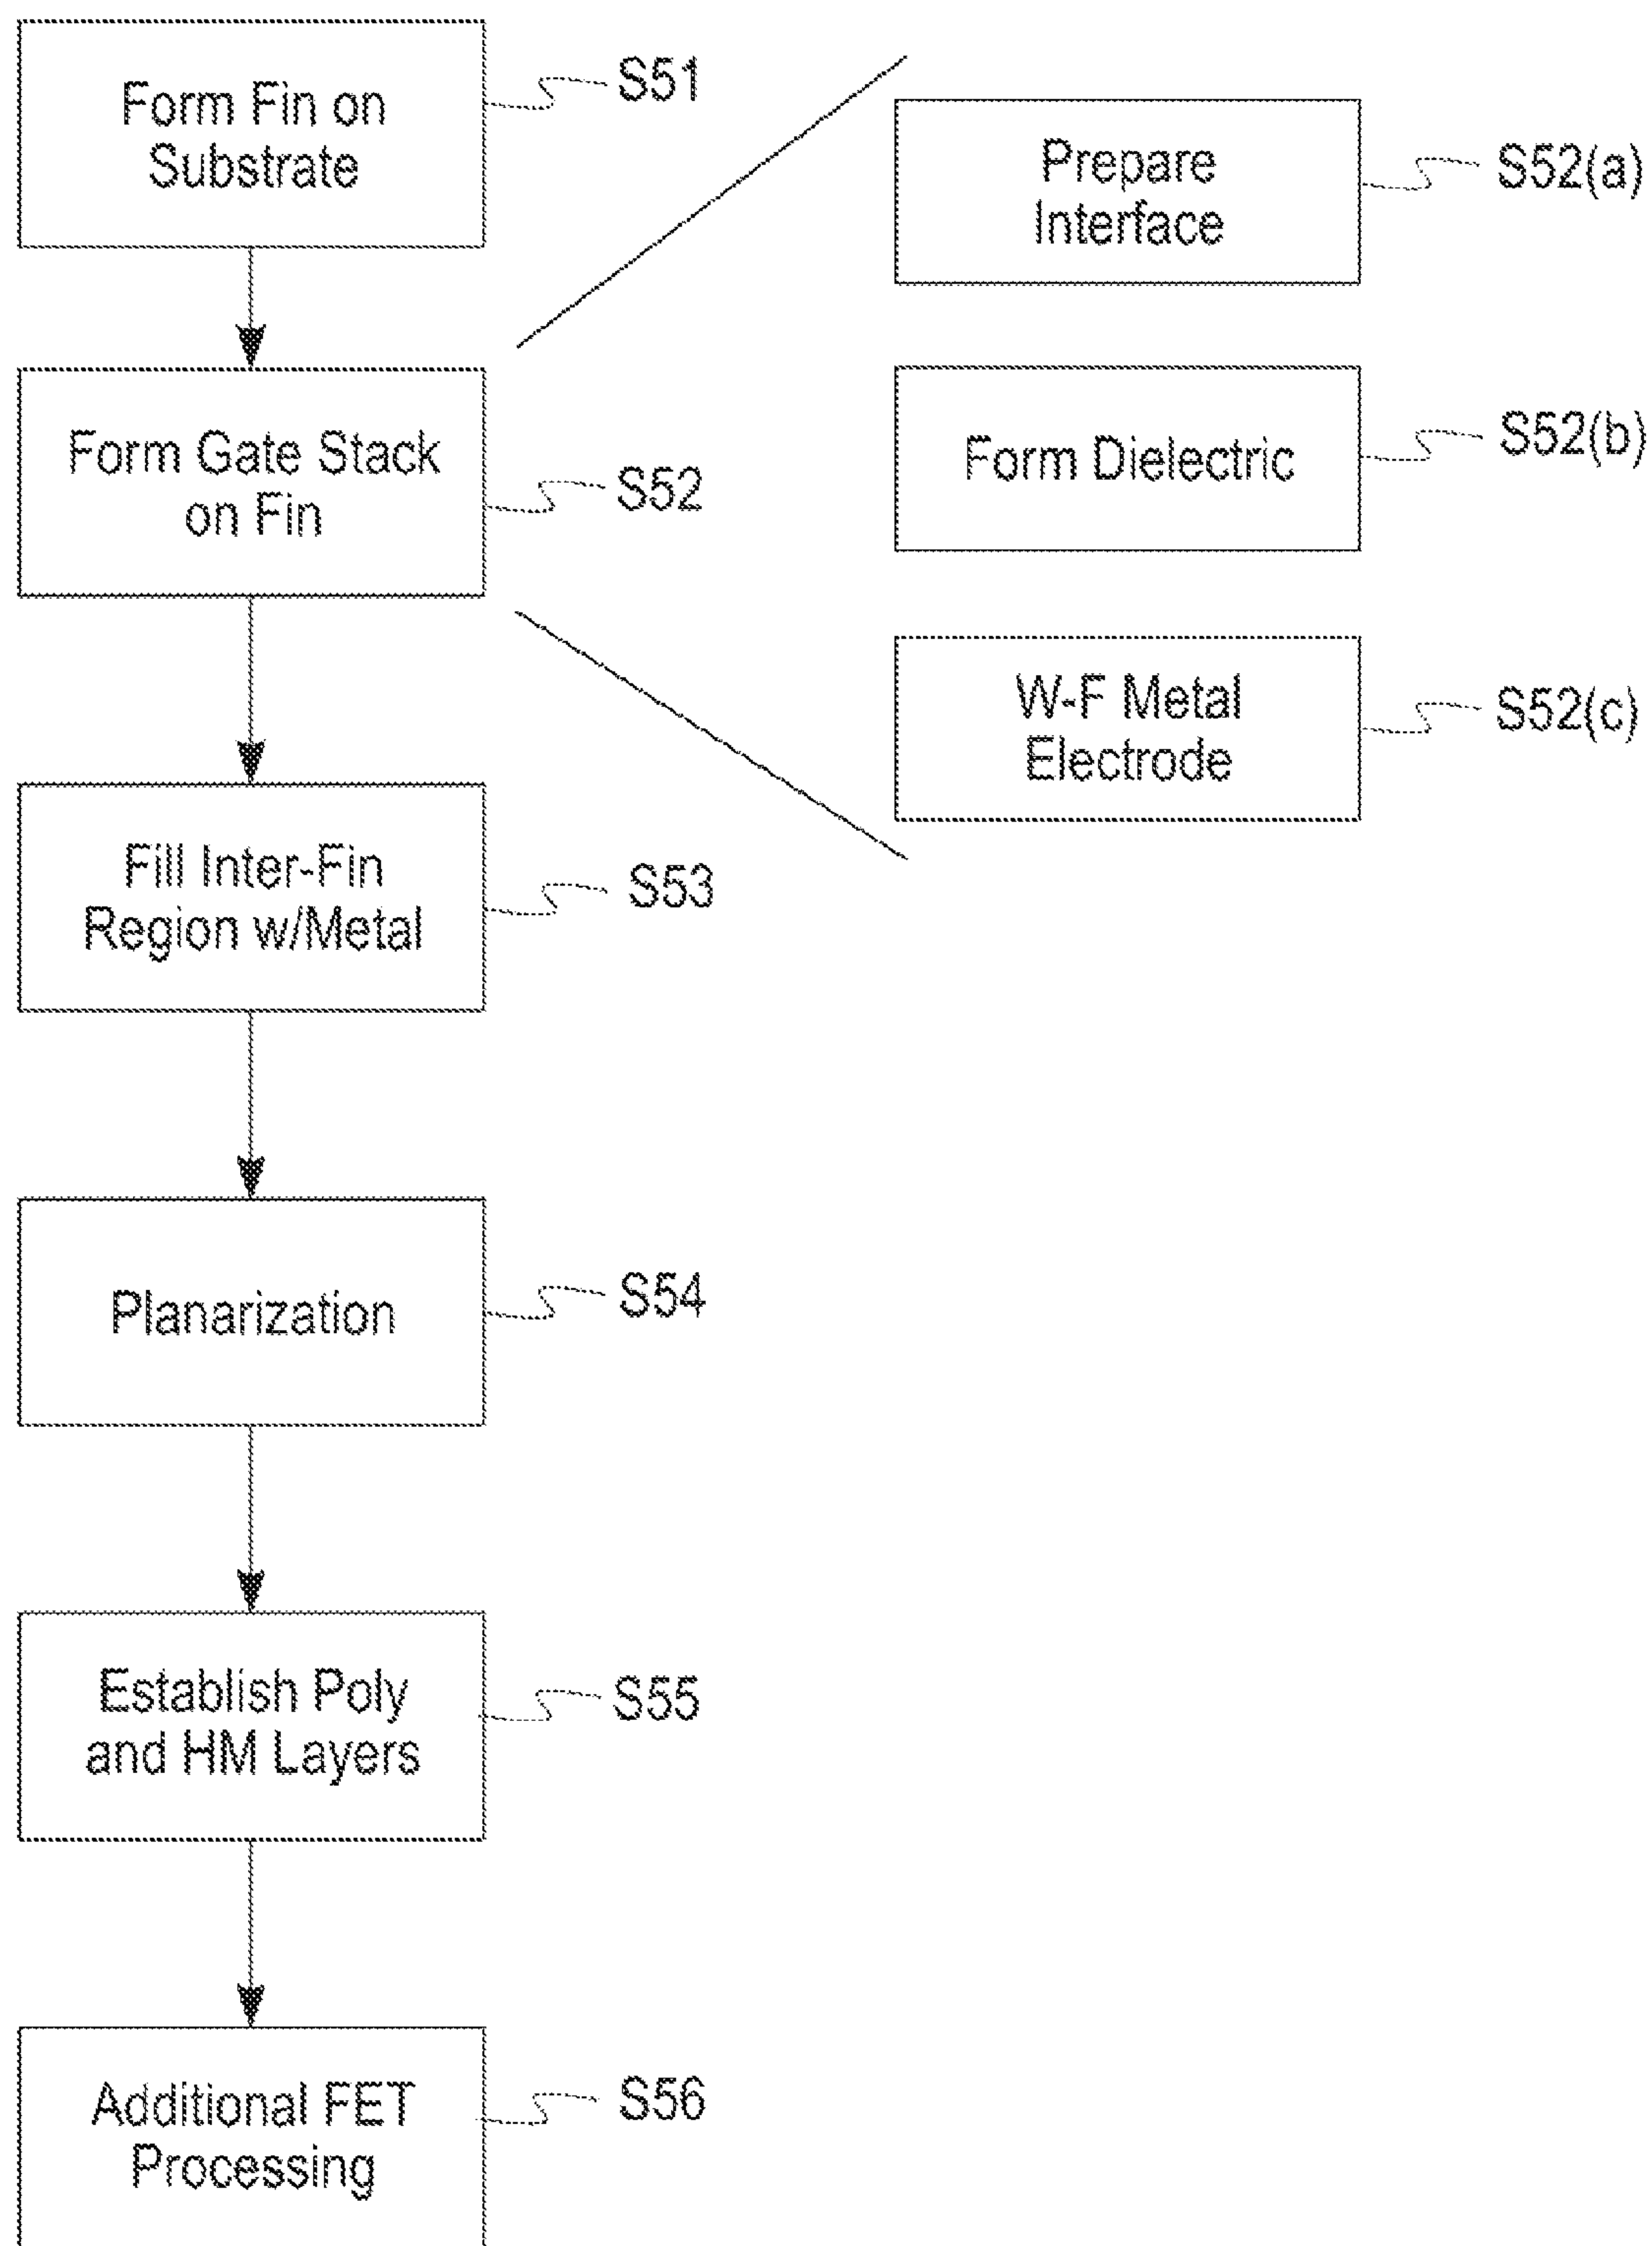 Form Fin on
Substrate
S51
Form Gate Stack
on Fin
S52
Prepare
Interface
S52(a)
Form Dielectric
S52(b)
W-F Metal
Electrode
S52(c)
Fill Inter-Fin
Region w/Metal
S53
Planarization
S54
Establish Poly
and HM Layers
S55
Additional FET
Processing
S56